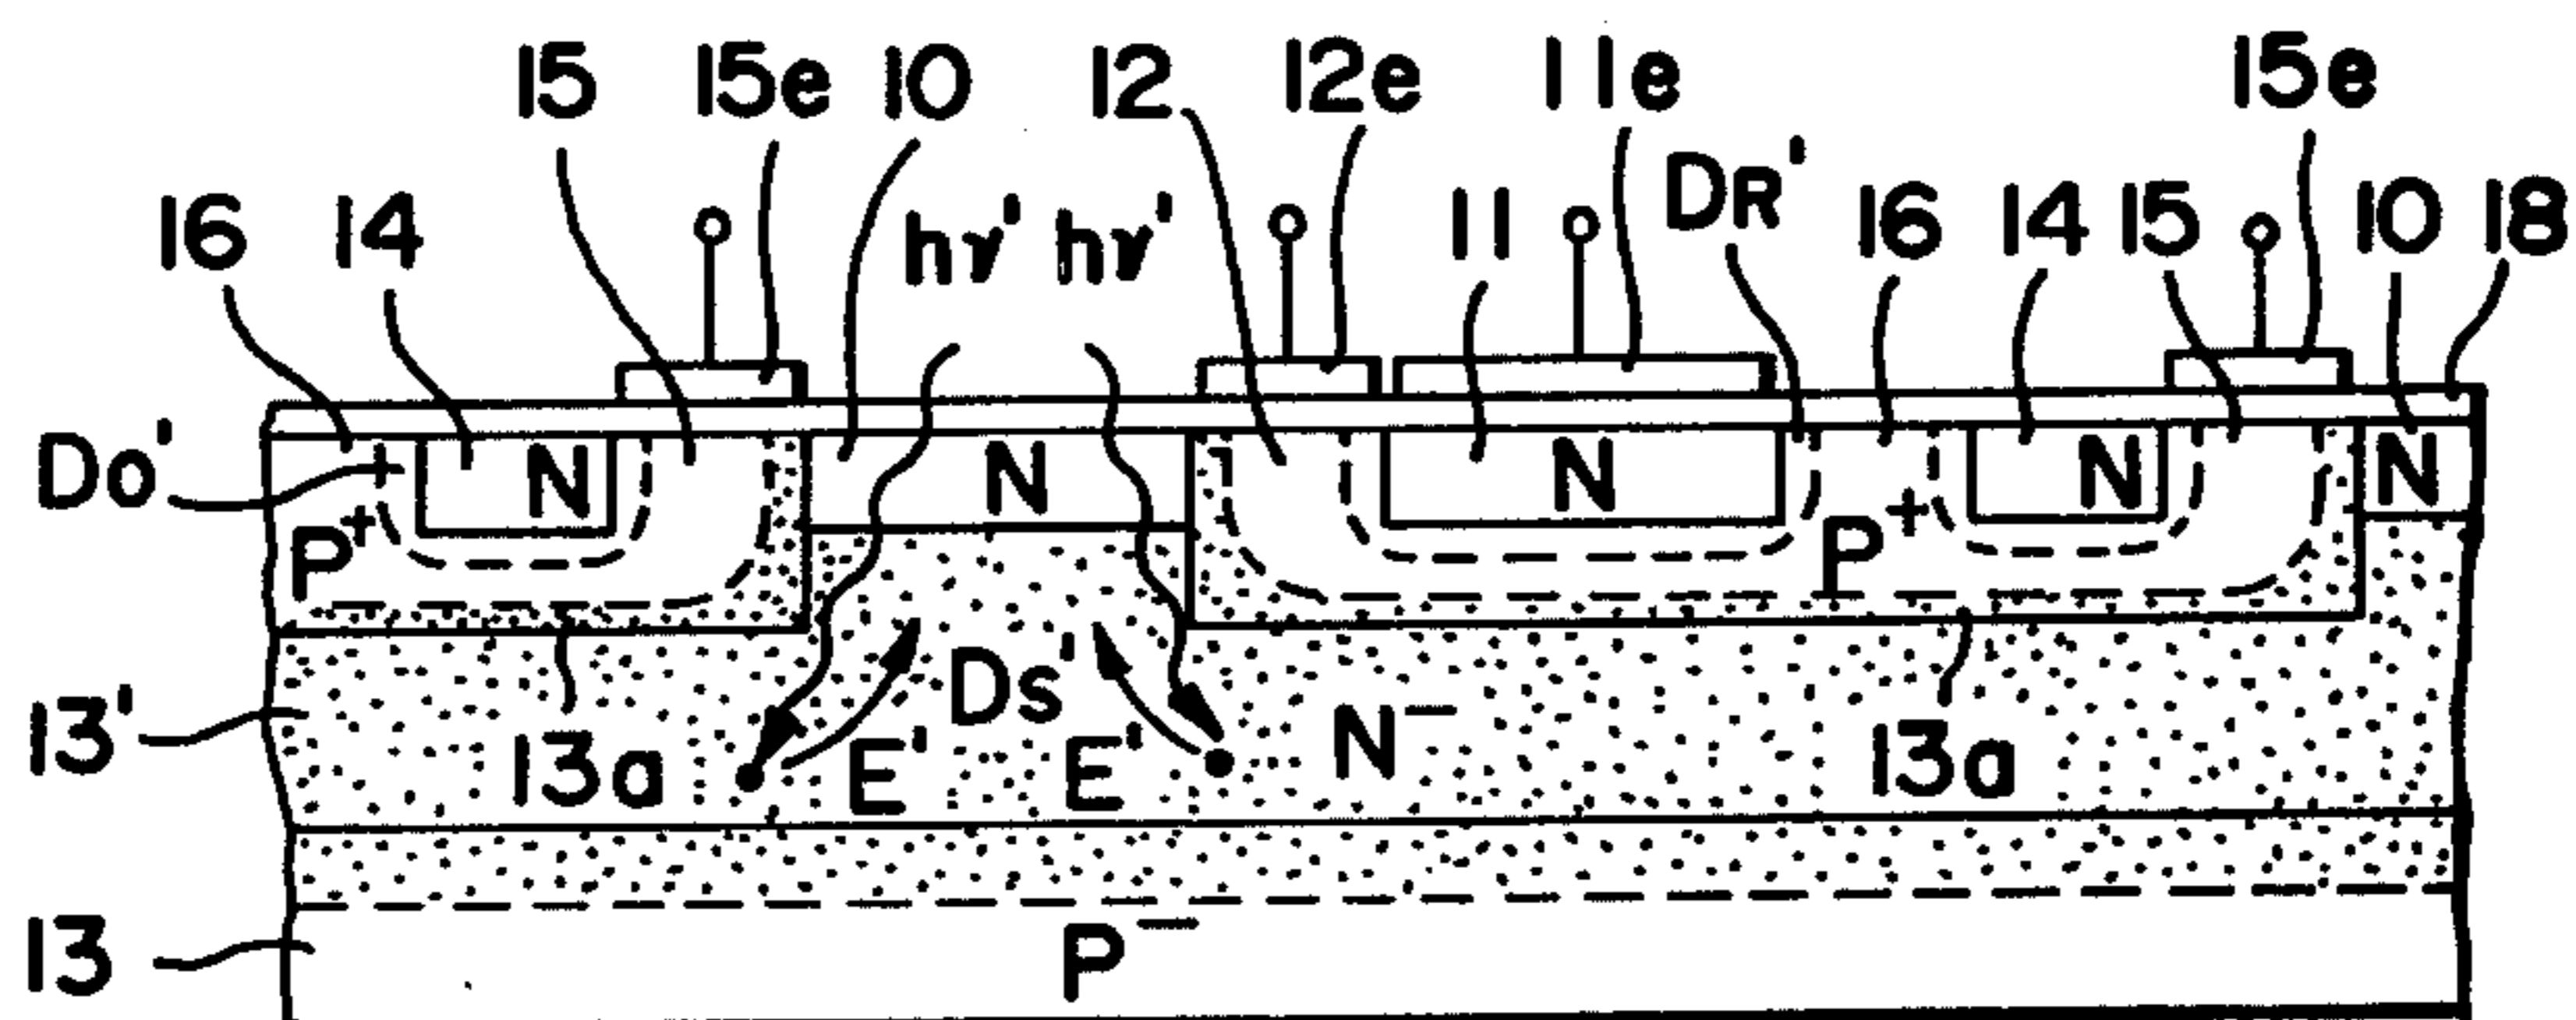 15 15e 10 12 12e 11e 15e
16 14 hν' hν' 11 DR' 16 14 15 10 18
Do' N N N N N
P+ P+
13' 13a Ds' E' E' N− 13a
13 P−